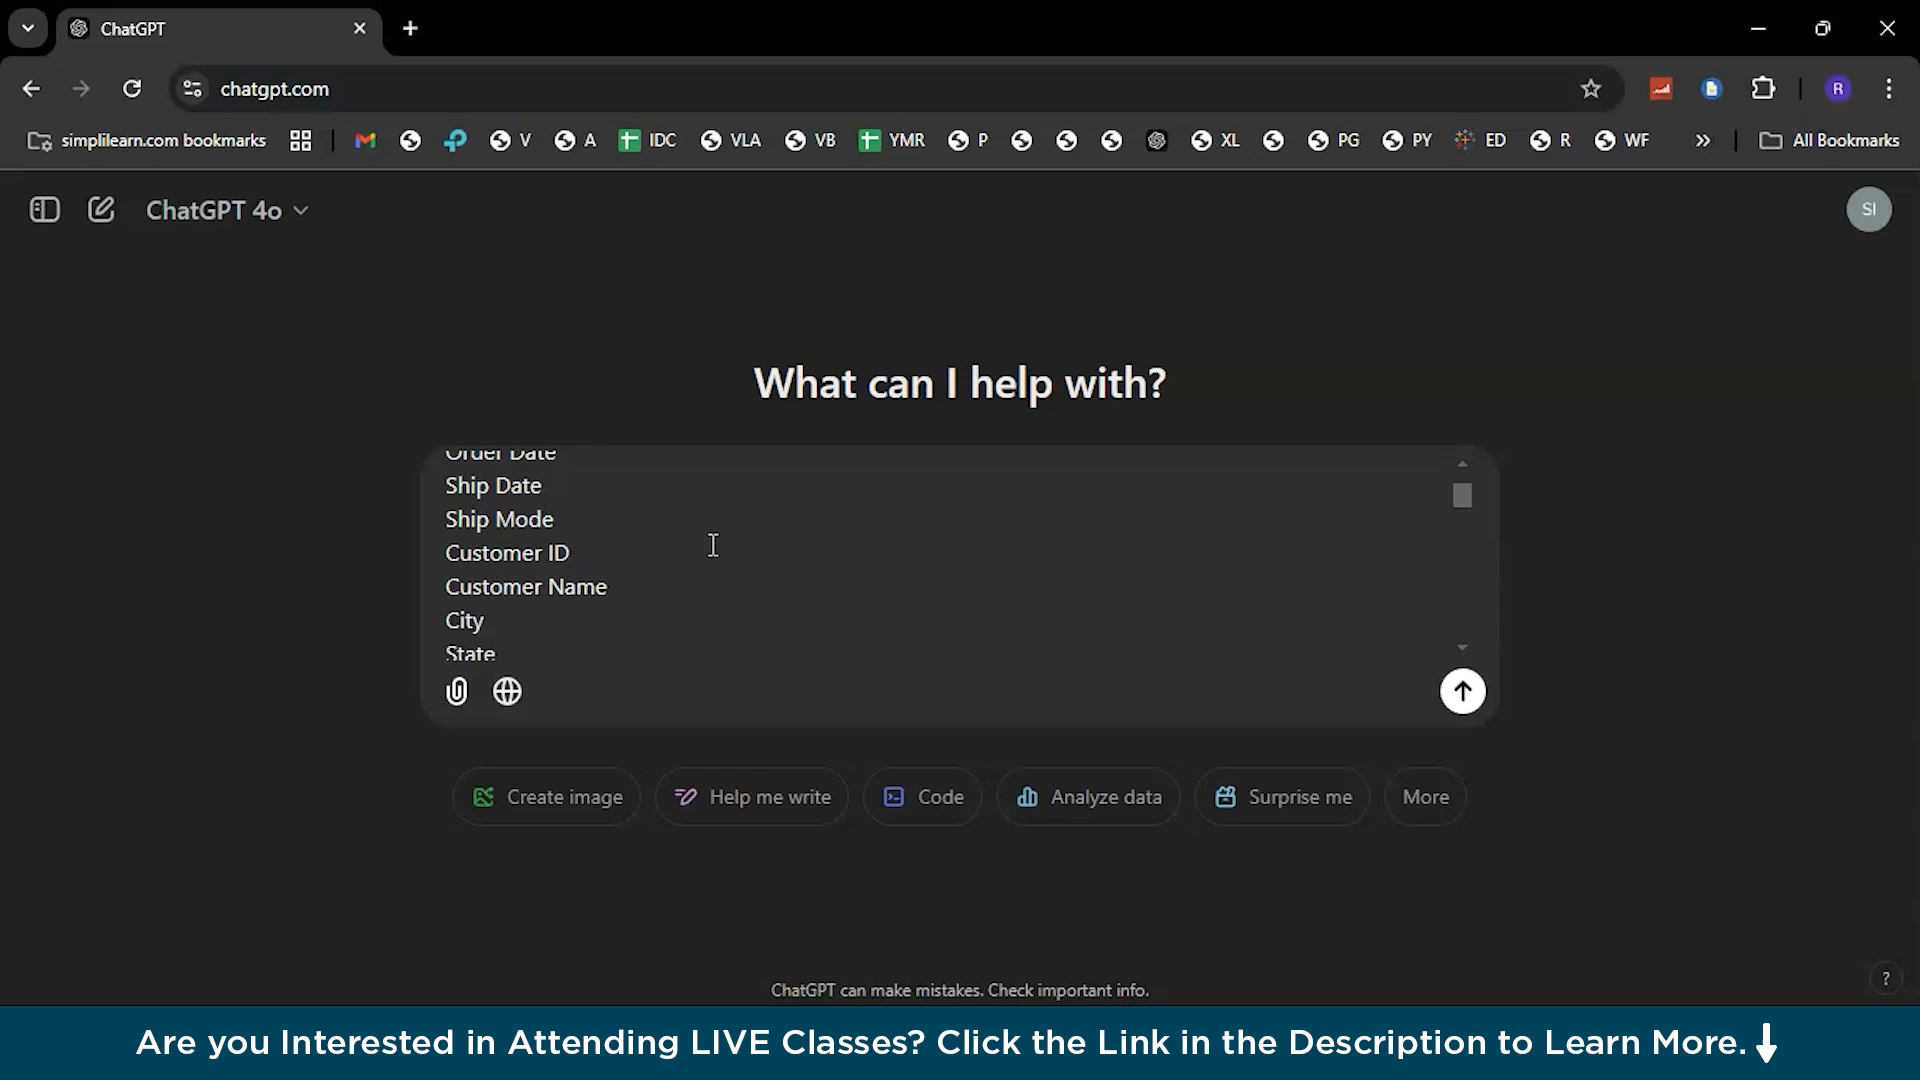 ChatGPT
chatgpt.com
R
simplilearn.com bookmarks
V
A
IDC
VLA
VB
YMR
P
XL
PG
PY
ED
R
WF
All Bookmarks
ChatGPT 4o
SI
What can I help with?
Order Date
Ship Date
Ship Mode
Customer ID
Customer Name
City
State
Create image
Help me write
Code
Analyze data
Surprise me
More
ChatGPT can make mistakes. Check important info.
?
Are you Interested in Attending LIVE Classes? Click the Link in the Description to Learn More.